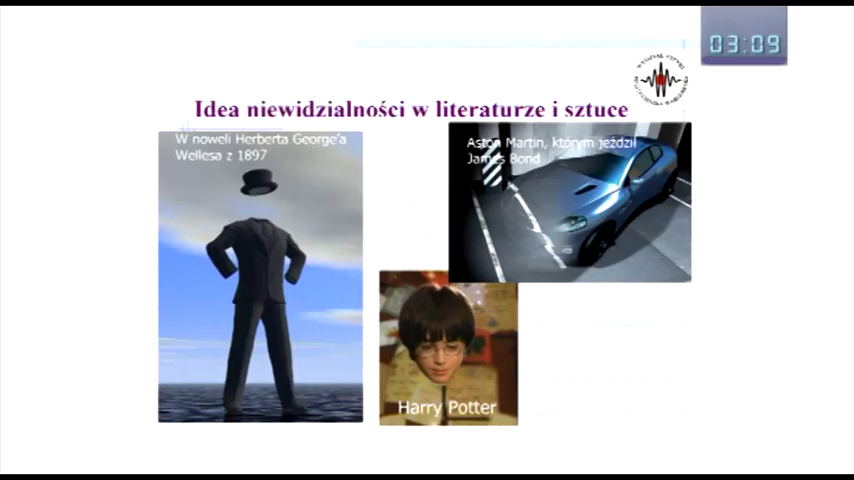 03:09
Idea niewidzialności w literaturze i sztuce
W noweli Herberta George'a
Wellesa z 1897
Aston Martin, którym jeździł
James Bond
Harry Potter